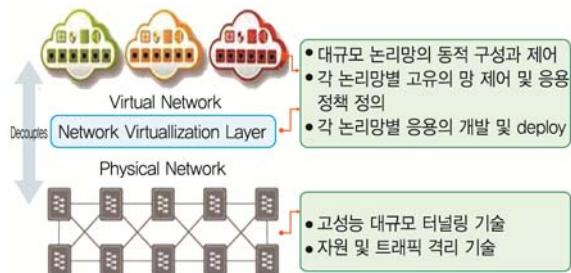 Virtual Network
Decouples
Network Virtuallization Layer
Physical Network
• 대규모 논리망의 동적 구성과 제어
• 각 논리망별 고유의 망 제어 및 응용
정책 정의
• 각 논리망별 응용의 개발 및 deploy
• 고성능 대규모 터널링 기술
• 자원 및 트래픽 격리 기술